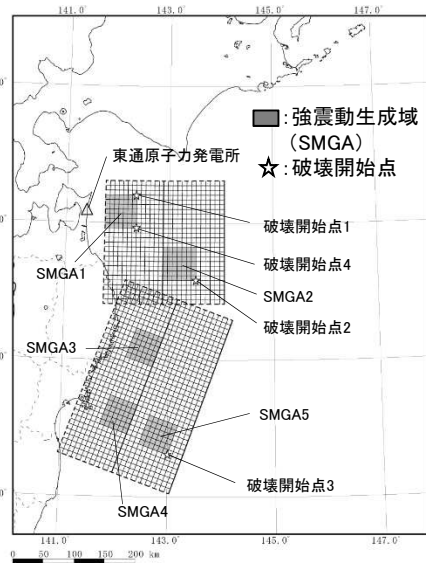 141.0°
143.0°
145.0°
147.0°
:強震動生成域
(SMGA)
:破壊開始点
東通原子力発電所
破壊開始点1
SMGA1
破壊開始点4
SMGA2
破壊開始点2
SMGA3
SMGA5
破壊開始点3
SMGA4
141.0°
143.0°
145.0°
147.0°
0 50 100 150 200 km